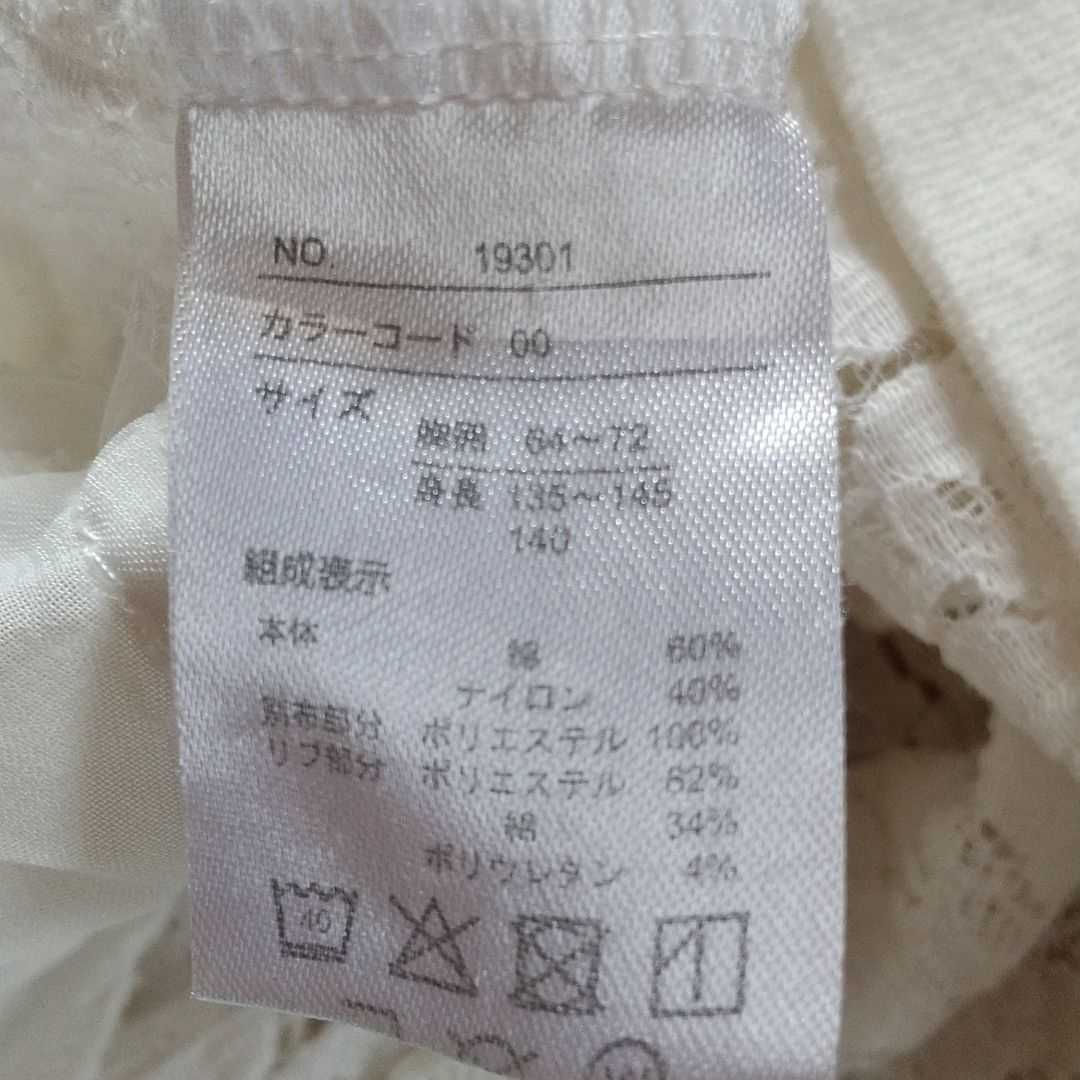 NO. 19301
カラーコード 00
サイズ
胸囲 64～72
身長 135～145
140
組成表示
本体 綿 60%
ナイロン 40%
別布部分 ポリエステル 100%
リブ部分 ポリエステル 62%
綿 34%
ポリウレタン 4%
40